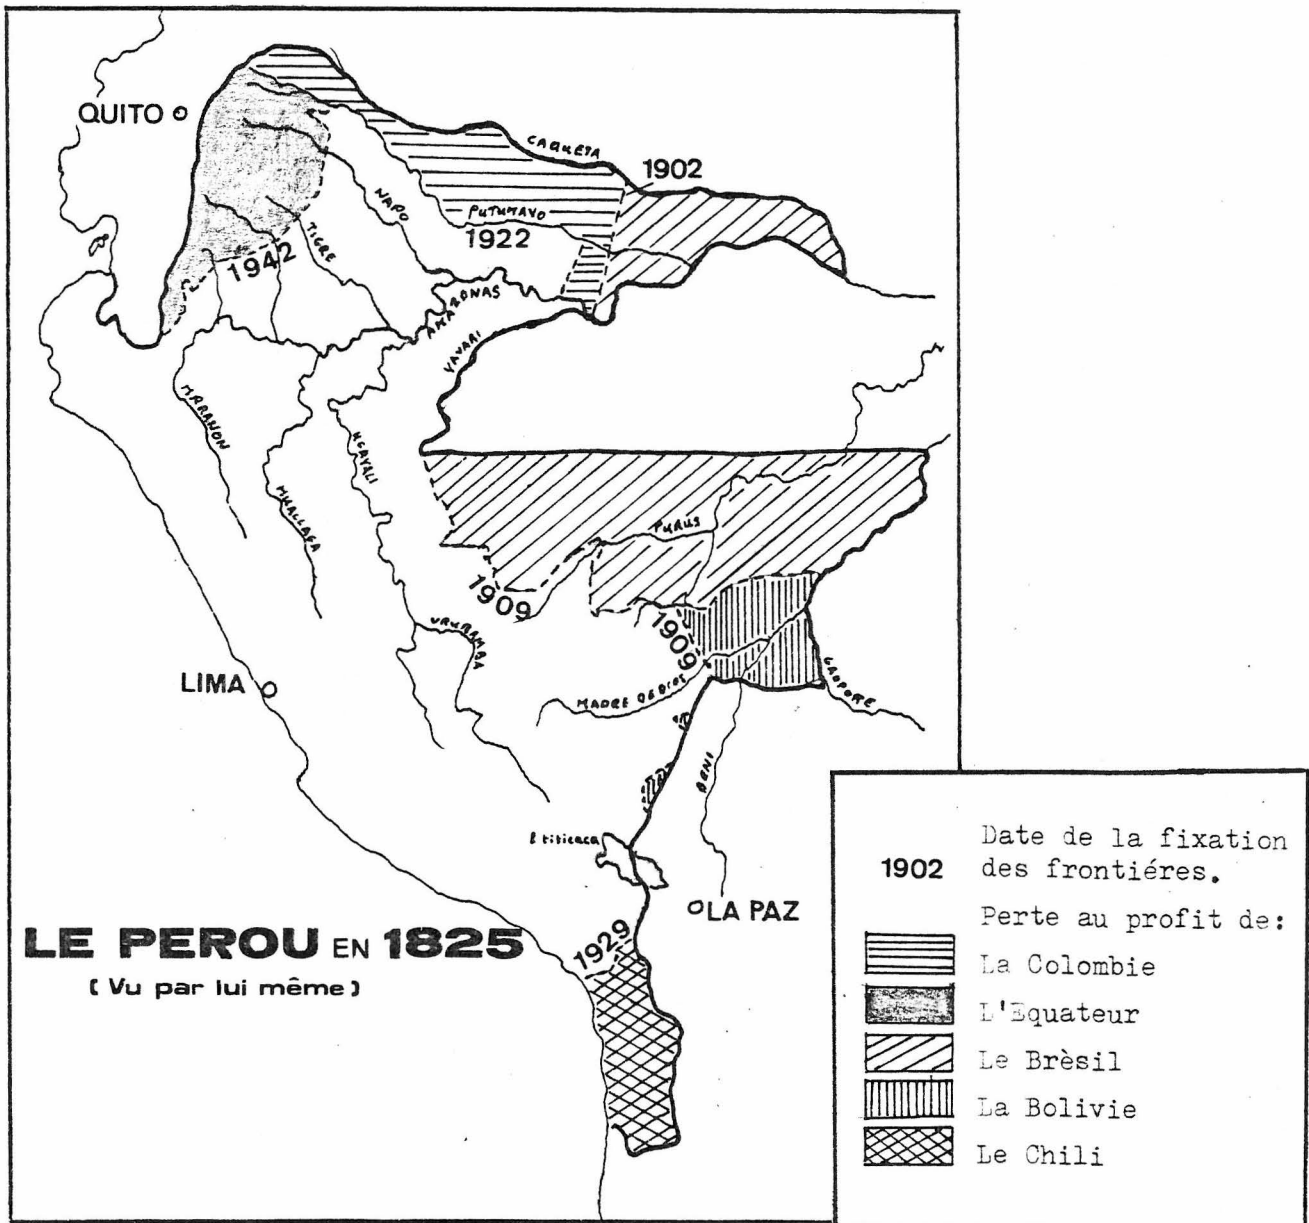 QUITO
CAQUETA
1902
NAPO
PUTUMAYO
1922
TIGRE
1942
AMAZONAS
YAVARI
MARANON
UCAYALI
HUALLAGA
PURUS
1909
1909
URUBAMBA
LIMA
MADRE DE DIOS
GAUPORE
BENI
l titicaca
LA PAZ
1929
LE PEROU EN 1825
( Vu par lui même )
1902 Date de la fixation
des frontiéres.
Perte au profit de:
La Colombie
L'Equateur
Le Brèsil
La Bolivie
Le Chili